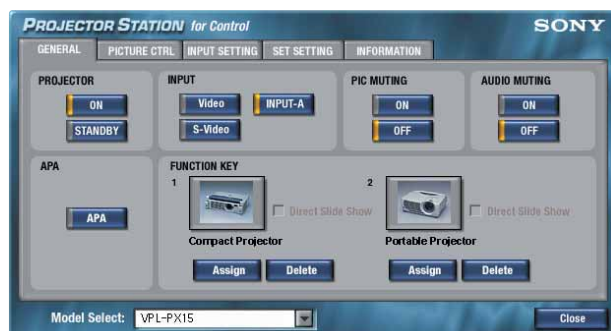 PROJECTOR STATION for Control
SONY
GENERAL
PICTURE CTRL
INPUT SETTING
SET SETTING
INFORMATION
PROJECTOR
ON
STANDBY
INPUT
Video
INPUT-A
S-Video
PIC MUTING
ON
OFF
AUDIO MUTING
ON
OFF
APA
APA
FUNCTION KEY
1
Direct Slide Show
Compact Projector
Assign
Delete
2
Direct Slide Show
Portable Projector
Assign
Delete
Model Select:
VPL-PX15
Close